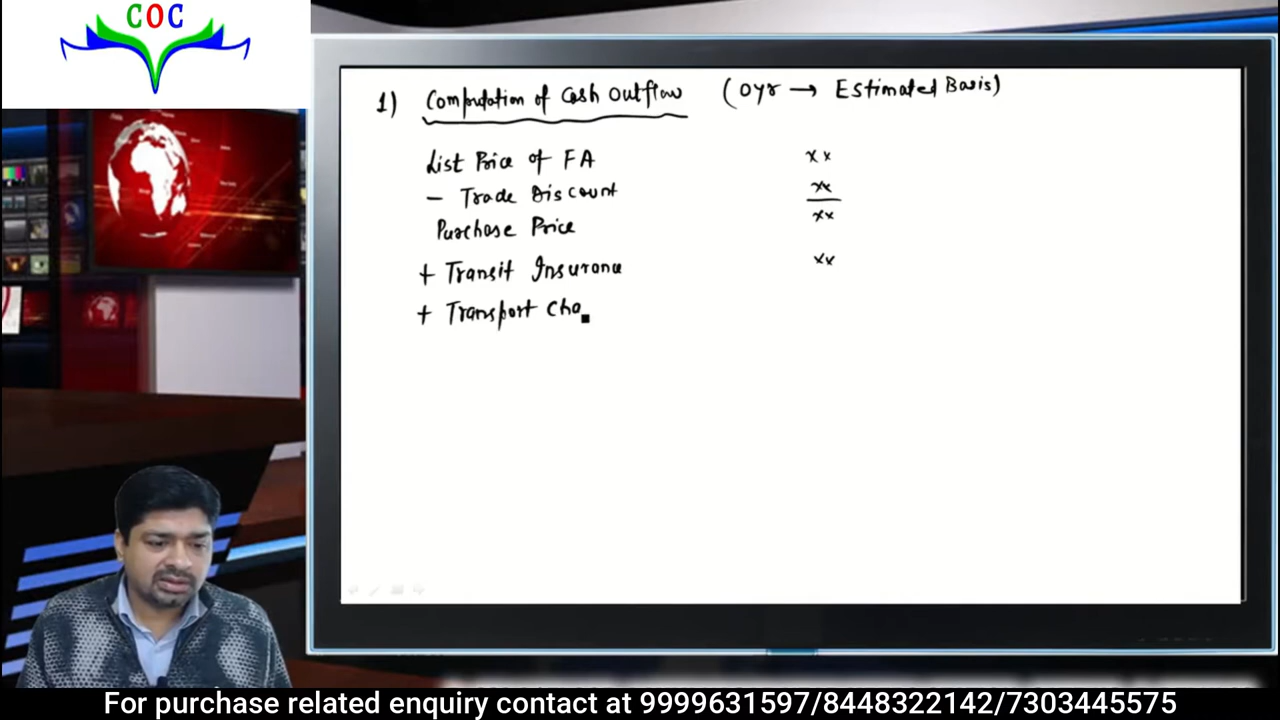 COC
1) Computation of Cash Outflow (0yr → Estimated Basis)
List Price of FA xx
- Trade Discount xx
Purchase Price xx
+ Transit Insurance xx
+ Transport Cha
For purchase related enquiry contact at 9999631597/8448322142/7303445575